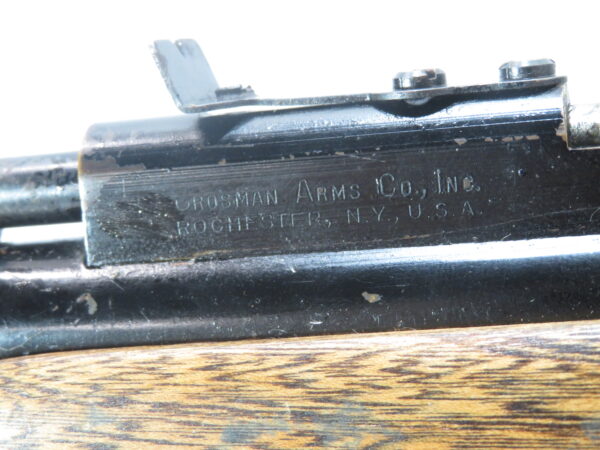 CROSMAN ARMS CO., INC.
ROCHESTER, N.Y., U.S.A.